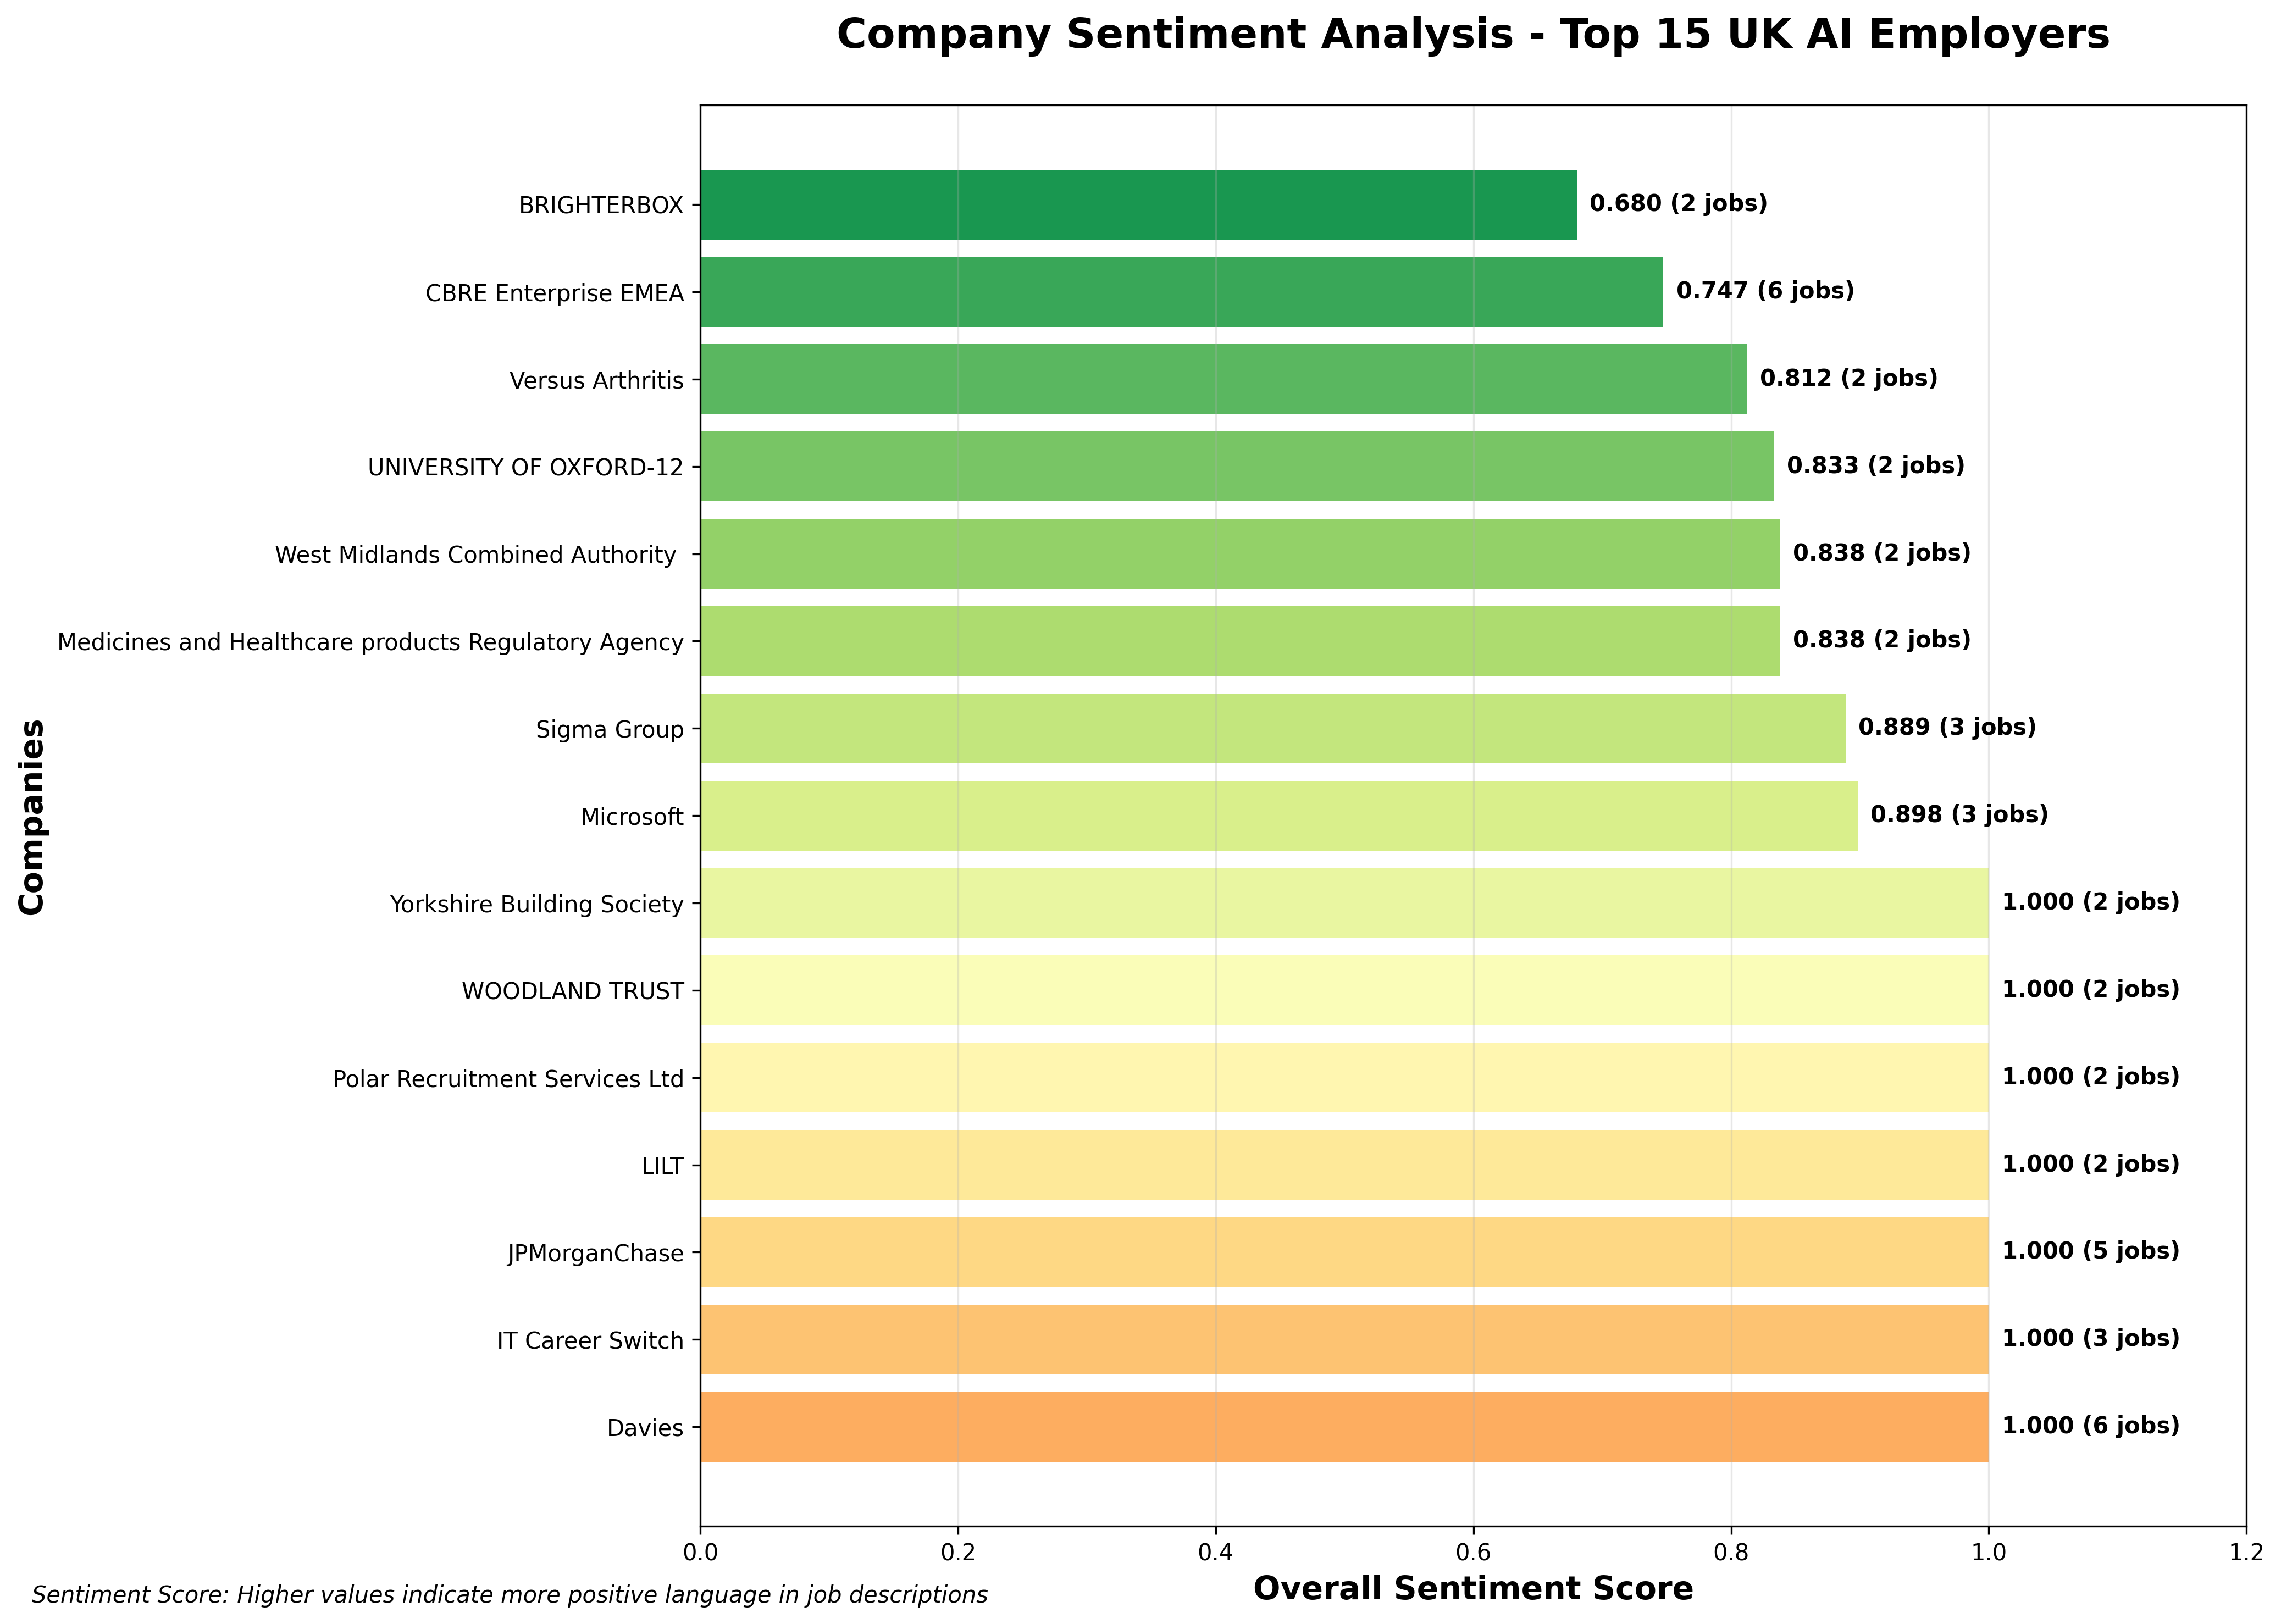 Company Sentiment Analysis - Top 15 UK AI Employers
BRIGHTERBOX 0.680 (2 jobs)
CBRE Enterprise EMEA 0.747 (6 jobs)
Versus Arthritis 0.812 (2 jobs)
UNIVERSITY OF OXFORD-12 0.833 (2 jobs)
West Midlands Combined Authority 0.838 (2 jobs)
Medicines and Healthcare products Regulatory Agency 0.838 (2 jobs)
Sigma Group 0.889 (3 jobs)
Microsoft 0.898 (3 jobs)
Yorkshire Building Society 1.000 (2 jobs)
WOODLAND TRUST 1.000 (2 jobs)
Polar Recruitment Services Ltd 1.000 (2 jobs)
LILT 1.000 (2 jobs)
JPMorganChase 1.000 (5 jobs)
IT Career Switch 1.000 (3 jobs)
Davies 1.000 (6 jobs)
Companies
0.0 0.2 0.4 0.6 0.8 1.0 1.2
Overall Sentiment Score
Sentiment Score: Higher values indicate more positive language in job descriptions